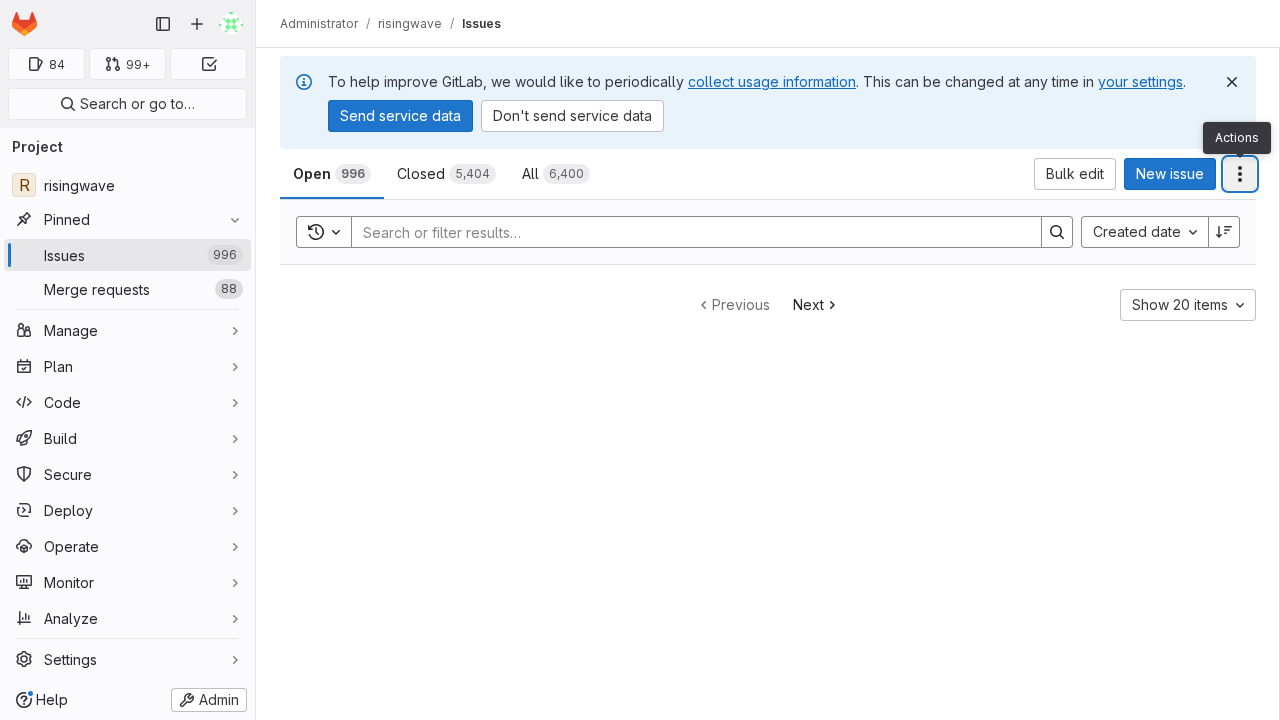 Administrator / risingwave / Issues
84
99+
Search or go to…
To help improve GitLab, we would like to periodically collect usage information. This can be changed at any time in your settings.
Send service data
Don't send service data
Actions
Project
R risingwave
Pinned
Issues 996
Merge requests 88
Manage
Plan
Code
Build
Secure
Deploy
Operate
Monitor
Analyze
Settings
Help
Admin
Open 996
Closed 5,404
All 6,400
Bulk edit
New issue
Search or filter results…
Created date
Previous
Next
Show 20 items